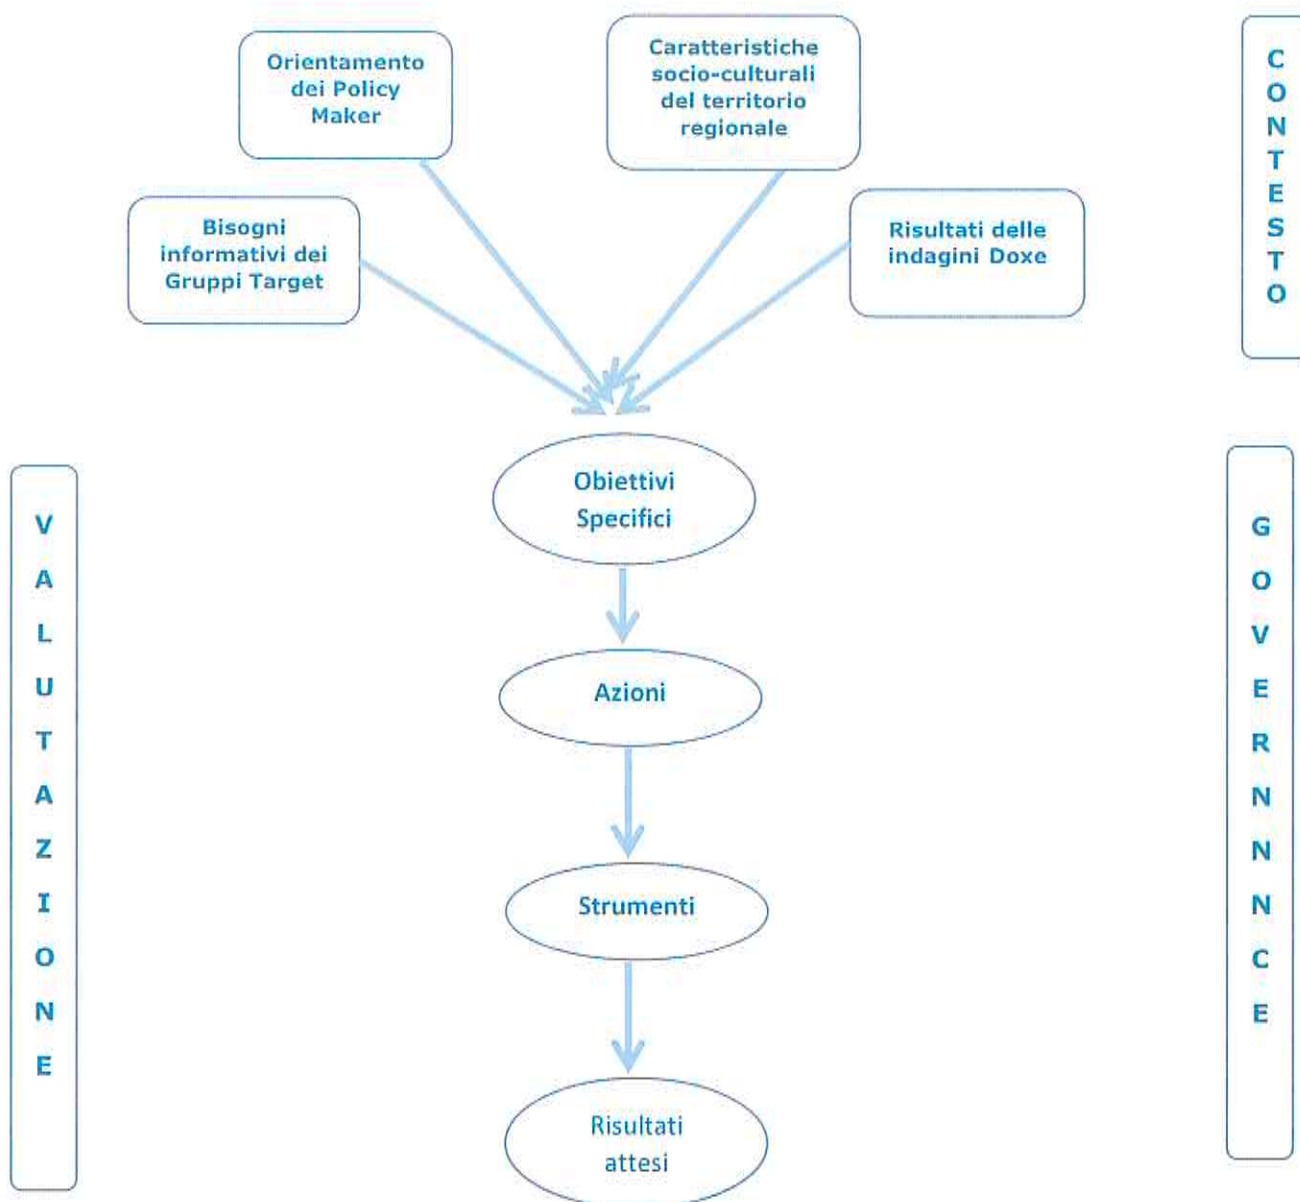 Orientamento
dei Policy
Maker
Caratteristiche
socio-culturali
del territorio
regionale
Bisogni
informativi dei
Gruppi Target
Risultati delle
indagini Doxe
C
O
N
T
E
S
T
O
Obiettivi
Specifici
Azioni
Strumenti
Risultati
attesi
V
A
L
U
T
A
Z
I
O
N
E
G
O
V
E
R
N
N
N
C
E